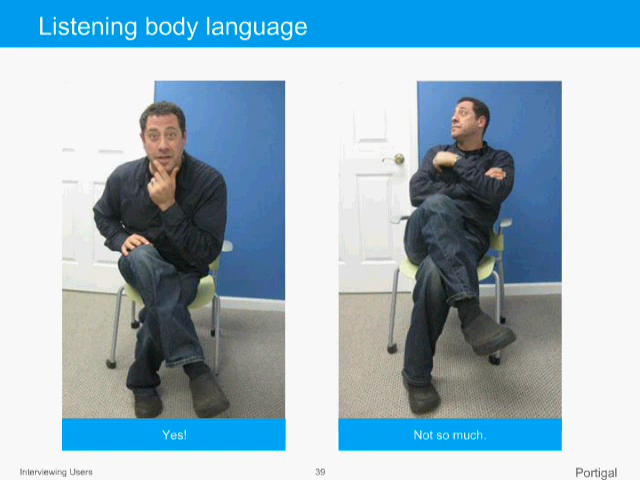 Listening body language
Yes!
Not so much.
Interviewing Users
39
Portigal